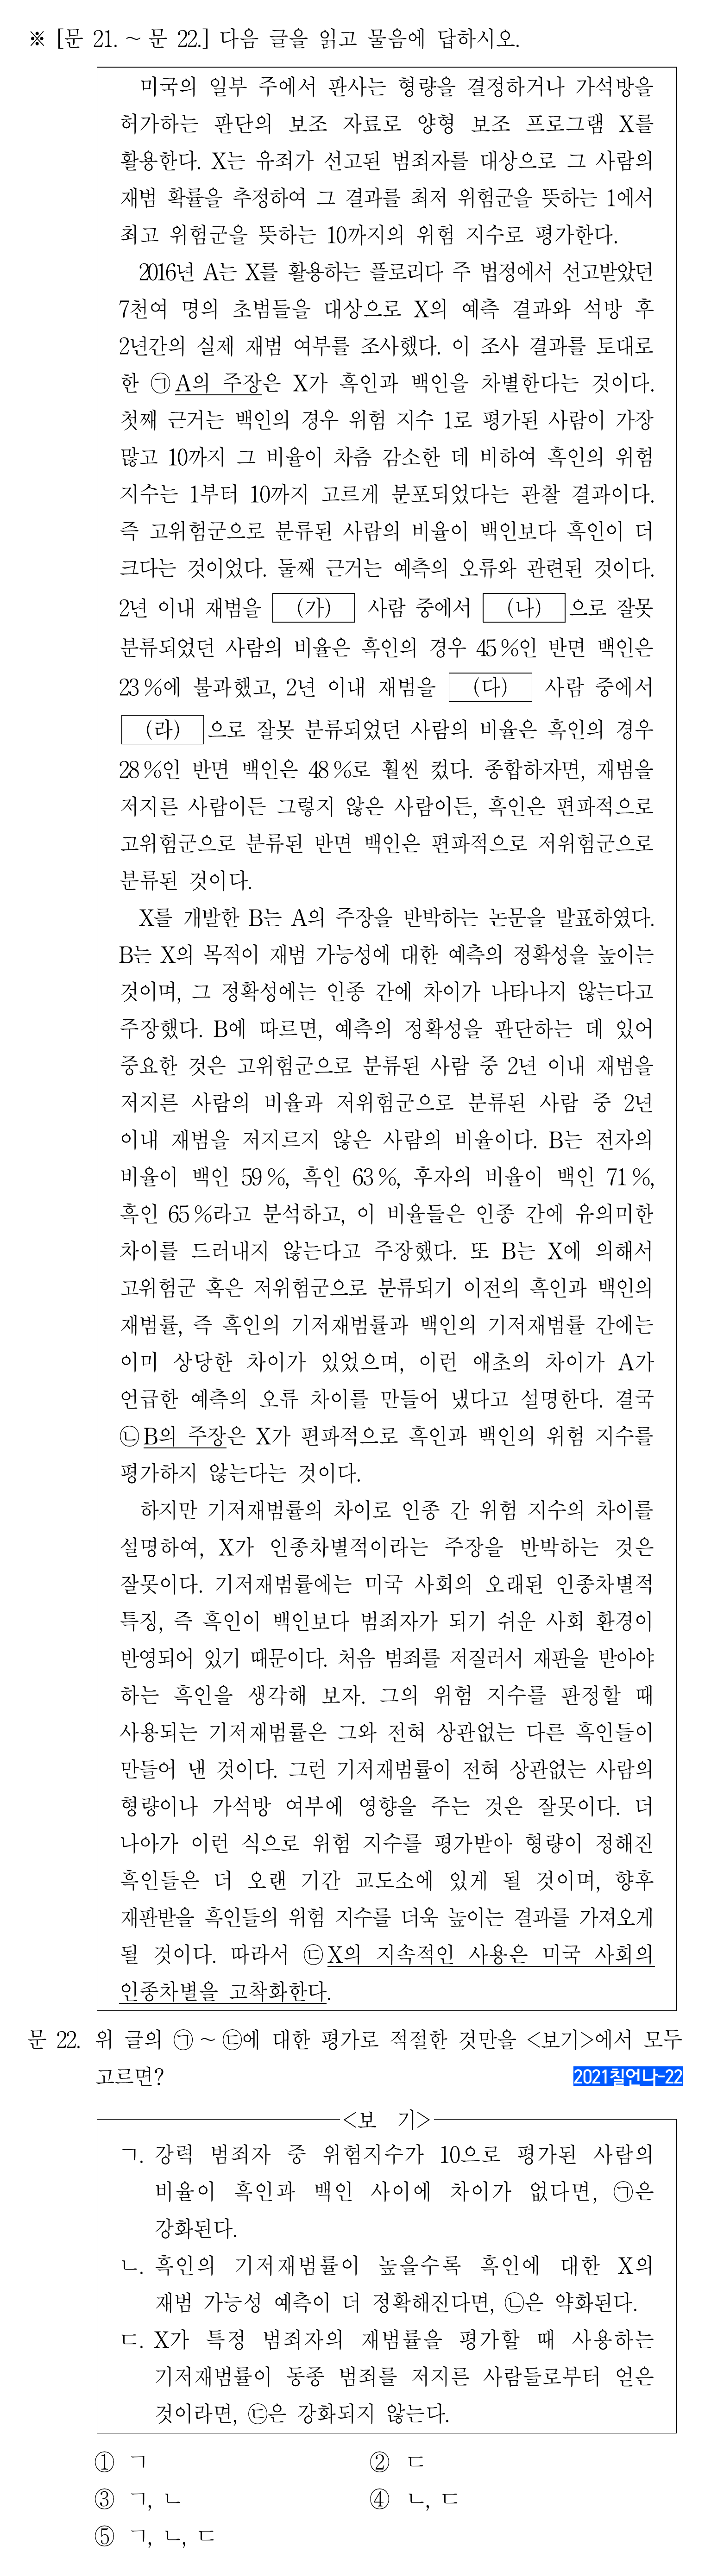 ※ [문 21. ~ 문 22.] 다음 글을 읽고 물음에 답하시오.
미국의 일부 주에서 판사는 형량을 결정하거나 가석방을
허가하는 판단의 보조 자료로 양형 보조 프로그램 X를
활용한다. X는 유죄가 선고된 범죄자를 대상으로 그 사람의
재범 확률을 추정하여 그 결과를 최저 위험군을 뜻하는 1에서
최고 위험군을 뜻하는 10까지의 위험 지수로 평가한다.
2016년 A는 X를 활용하는 플로리다 주 법정에서 선고받았던
7천여 명의 초범들을 대상으로 X의 예측 결과와 석방 후
2년간의 실제 재범 여부를 조사했다. 이 조사 결과를 토대로
한 ㉠A의 주장은 X가 흑인과 백인을 차별한다는 것이다.
첫째 근거는 백인의 경우 위험 지수 1로 평가된 사람이 가장
많고 10까지 그 비율이 차츰 감소한 데 비하여 흑인의 위험
지수는 1부터 10까지 고르게 분포되었다는 관찰 결과이다.
즉 고위험군으로 분류된 사람의 비율이 백인보다 흑인이 더
크다는 것이었다. 둘째 근거는 예측의 오류와 관련된 것이다.
2년 이내 재범을 (가) 사람 중에서 (나) 으로 잘못
분류되었던 사람의 비율은 흑인의 경우 45%인 반면 백인은
23%에 불과했고, 2년 이내 재범을 (다) 사람 중에서
(라) 으로 잘못 분류되었던 사람의 비율은 흑인의 경우
28%인 반면 백인은 48%로 훨씬 컸다. 종합하자면, 재범을
저지른 사람이든 그렇지 않은 사람이든, 흑인은 편파적으로
고위험군으로 분류된 반면 백인은 편파적으로 저위험군으로
분류된 것이다.
X를 개발한 B는 A의 주장을 반박하는 논문을 발표하였다.
B는 X의 목적이 재범 가능성에 대한 예측의 정확성을 높이는
것이며, 그 정확성에는 인종 간에 차이가 나타나지 않는다고
주장했다. B에 따르면, 예측의 정확성을 판단하는 데 있어
중요한 것은 고위험군으로 분류된 사람 중 2년 이내 재범을
저지른 사람의 비율과 저위험군으로 분류된 사람 중 2년
이내 재범을 저지르지 않은 사람의 비율이다. B는 전자의
비율이 백인 59%, 흑인 63%, 후자의 비율이 백인 71%,
흑인 65%라고 분석하고, 이 비율들은 인종 간에 유의미한
차이를 드러내지 않는다고 주장했다. 또 B는 X에 의해서
고위험군 혹은 저위험군으로 분류되기 이전의 흑인과 백인의
재범률, 즉 흑인의 기저재범률과 백인의 기저재범률 간에는
이미 상당한 차이가 있었으며, 이런 애초의 차이가 A가
언급한 예측의 오류 차이를 만들어 냈다고 설명한다. 결국
㉡B의 주장은 X가 편파적으로 흑인과 백인의 위험 지수를
평가하지 않는다는 것이다.
하지만 기저재범률의 차이로 인종 간 위험 지수의 차이를
설명하여, X가 인종차별적이라는 주장을 반박하는 것은
잘못이다. 기저재범률에는 미국 사회의 오래된 인종차별적
특징, 즉 흑인이 백인보다 범죄자가 되기 쉬운 사회 환경이
반영되어 있기 때문이다. 처음 범죄를 저질러서 재판을 받아야
하는 흑인을 생각해 보자. 그의 위험 지수를 판정할 때
사용되는 기저재범률은 그와 전혀 상관없는 다른 흑인들이
만들어 낸 것이다. 그런 기저재범률이 전혀 상관없는 사람의
형량이나 가석방 여부에 영향을 주는 것은 잘못이다. 더
나아가 이런 식으로 위험 지수를 평가받아 형량이 정해진
흑인들은 더 오랜 기간 교도소에 있게 될 것이며, 향후
재판받을 흑인들의 위험 지수를 더욱 높이는 결과를 가져오게
될 것이다. 따라서 ㉢X의 지속적인 사용은 미국 사회의
인종차별을 고착화한다.
문 22. 위 글의 ㉠ ~ ㉢에 대한 평가로 적절한 것만을 <보기>에서 모두
고르면?
2021칠언나-22
<보 기>
ㄱ. 강력 범죄자 중 위험지수가 10으로 평가된 사람의
비율이 흑인과 백인 사이에 차이가 없다면, ㉠은
강화된다.
ㄴ. 흑인의 기저재범률이 높을수록 흑인에 대한 X의
재범 가능성 예측이 더 정확해진다면, ㉡은 약화된다.
ㄷ. X가 특정 범죄자의 재범률을 평가할 때 사용하는
기저재범률이 동종 범죄를 저지른 사람들로부터 얻은
것이라면, ㉢은 강화되지 않는다.
① ㄱ
② ㄷ
③ ㄱ, ㄴ
④ ㄴ, ㄷ
⑤ ㄱ, ㄴ, ㄷ